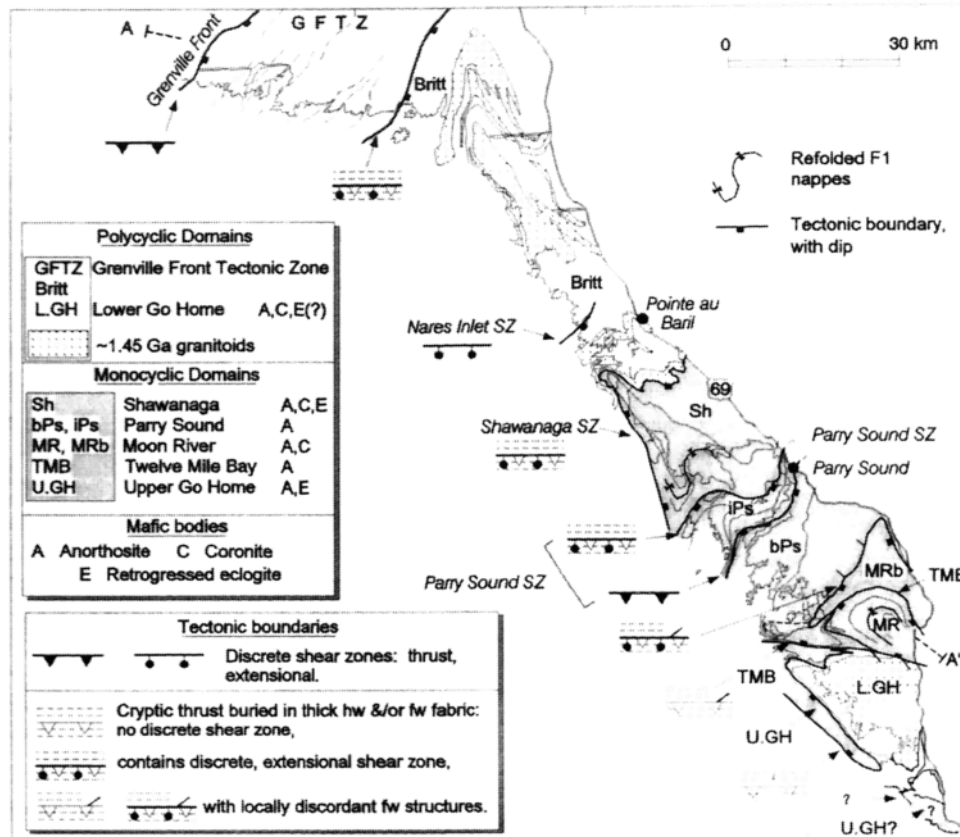 A
Grenville Front
G F T Z
Britt
0 30 km
Refolded F1
nappes
Tectonic boundary,
with dip
Polycyclic Domains
GFTZ Grenville Front Tectonic Zone
Britt
L.GH Lower Go Home A,C,E(?)
~1.45 Ga granitoids
Monocyclic Domains
Sh Shawanaga A,C,E
bPs, iPs Parry Sound A
MR, MRb Moon River A,C
TMB Twelve Mile Bay A
U.GH Upper Go Home A,E
Mafic bodies
A Anorthosite C Coronite
E Retrogressed eclogite
Tectonic boundaries
Discrete shear zones: thrust,
extensional.
Cryptic thrust buried in thick hw &/or fw fabric:
no discrete shear zone,
contains discrete, extensional shear zone,
with locally discordant fw structures.
Britt
Nares Inlet SZ
Pointe au
Baril
69
Sh
Shawanaga SZ
Parry Sound SZ
Parry Sound
iPs
bPs
Parry Sound SZ
MRb
TMB
MR
A'
TMB
L.GH
U.GH
? ?
U.GH?